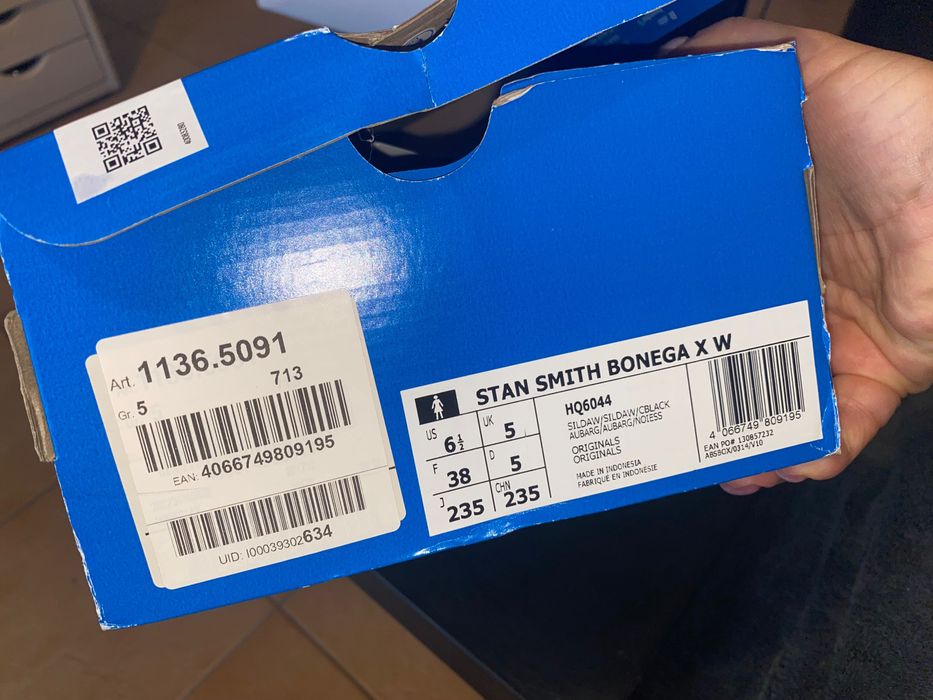 Art. 1136.5091
713
Gr. 5
EAN: 4066749809195
UID: I00039302634
STAN SMITH BONEGA X W
US 6½
UK 5
F 38
D 5
J 235
CHN 235
HQ6044
SILDAW/SILDAW/CBLACK
AUBARG/AUBARG/NOIESS
ORIGINALS
ORIGINALS
MADE IN INDONESIA
FABRIQUE EN INDONESIE
4 066749 809195
EAN PO# 130857232
ABSBOX/0314/V10